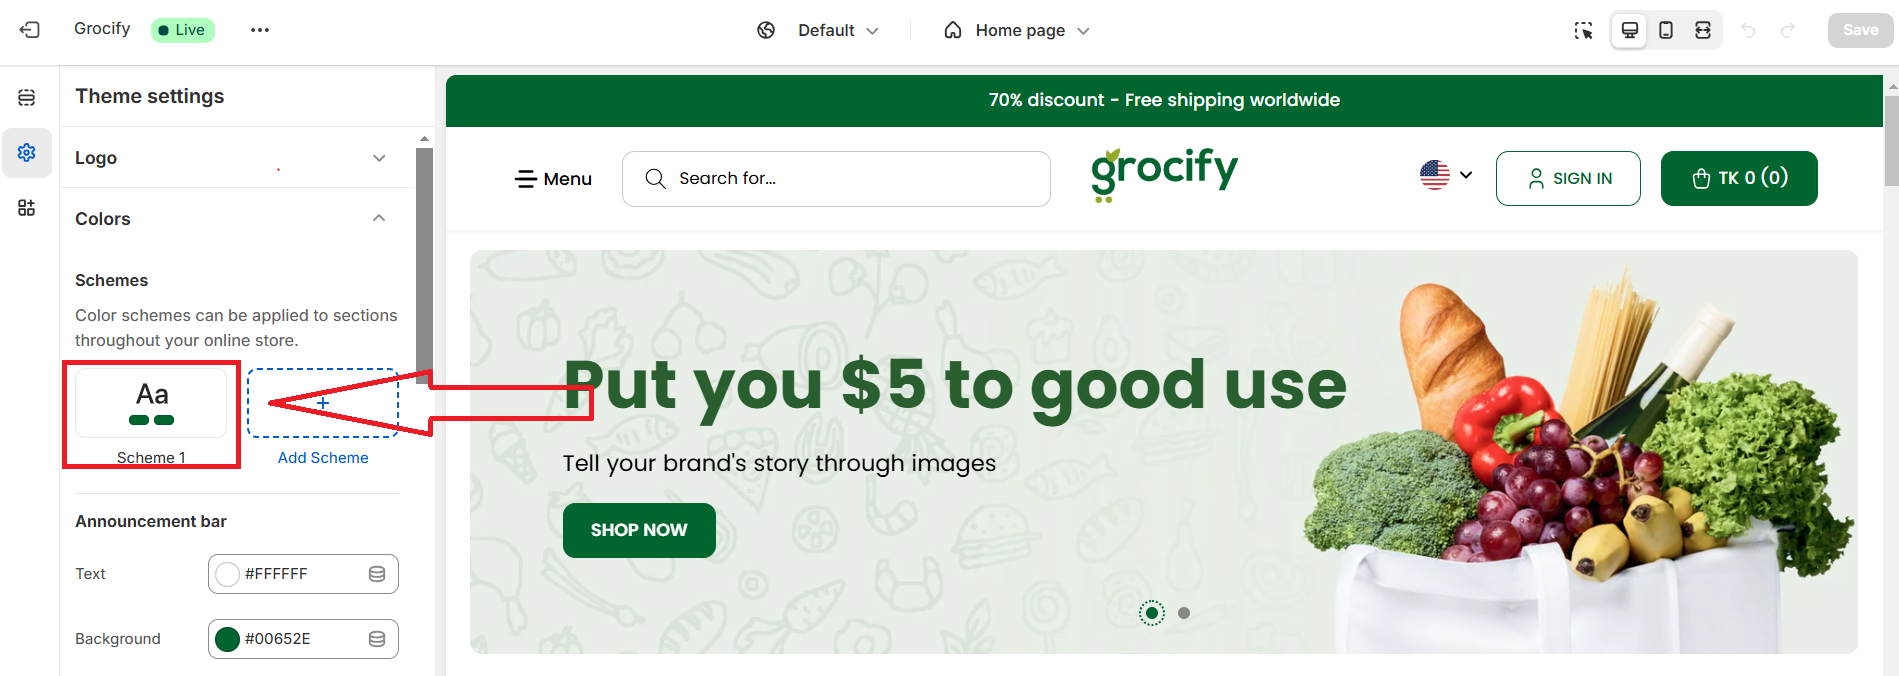 Grocify
Live
Default
Home page
Save
Theme settings
Logo
Colors
Schemes
Color schemes can be applied to sections
throughout your online store.
Aa
Scheme 1
Add Scheme
Announcement bar
Text
#FFFFFF
Background
#00652E
70% discount - Free shipping worldwide
Menu
Search for...
grocify
SIGN IN
TK 0 (0)
Put you $5 to good use
Tell your brand's story through images
SHOP NOW